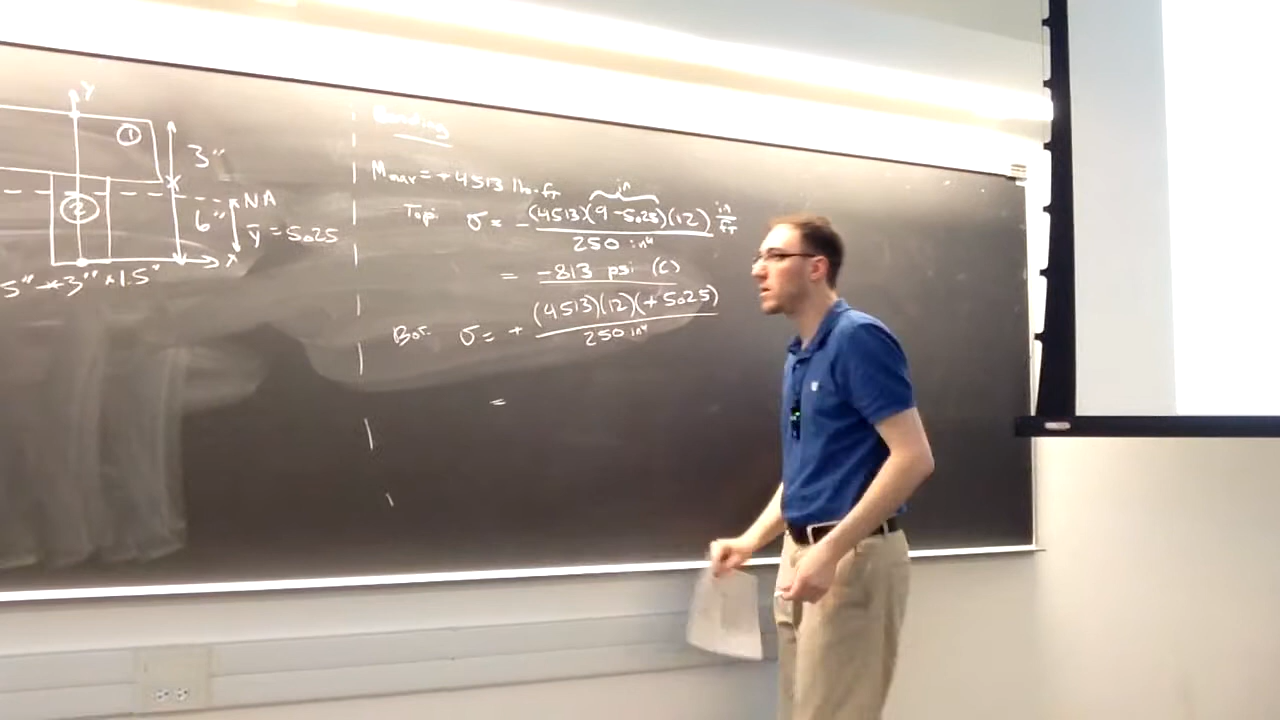 Y
①
3"
②
NA
6"
ȳ = 5.25
x
5" 3" 1.5"
Bending
Mmax = +4513 lb-ft
in
Top: σ = - (4513)(9 - 5.025)(12) in/ft
250 in⁴
= -813 psi (C)
Bot. σ = + (4513)(12)(+5.025)
250 in⁴
=